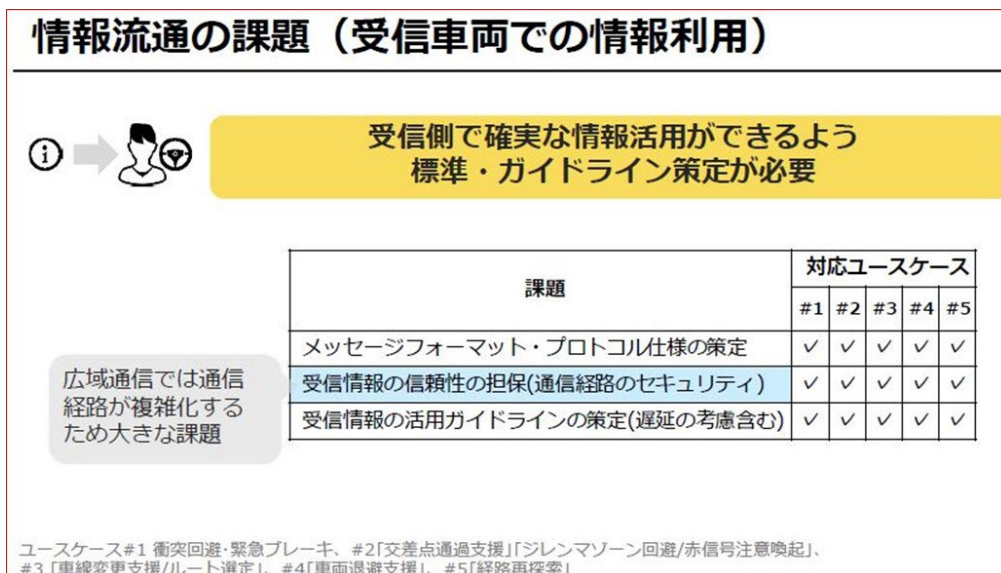 情報流通の課題（受信車両での情報利用）
受信側で確実な情報活用ができるよう
標準・ガイドライン策定が必要
課題
対応ユースケース
#1 #2 #3 #4 #5
メッセージフォーマット・プロトコル仕様の策定 ✓ ✓ ✓ ✓ ✓
受信情報の信頼性の担保(通信経路のセキュリティ) ✓ ✓ ✓ ✓ ✓
受信情報の活用ガイドラインの策定(遅延の考慮含む) ✓ ✓ ✓ ✓ ✓
広域通信では通信
経路が複雑化する
ため大きな課題
ユースケース#1 衝突回避･緊急ブレーキ、#2｢交差点通過支援｣｢ジレンマゾーン回避/赤信号注意喚起｣、
#3 ｢車線変更支援/ルート選定｣、#4｢車両退避支援｣、#5｢経路再探索｣